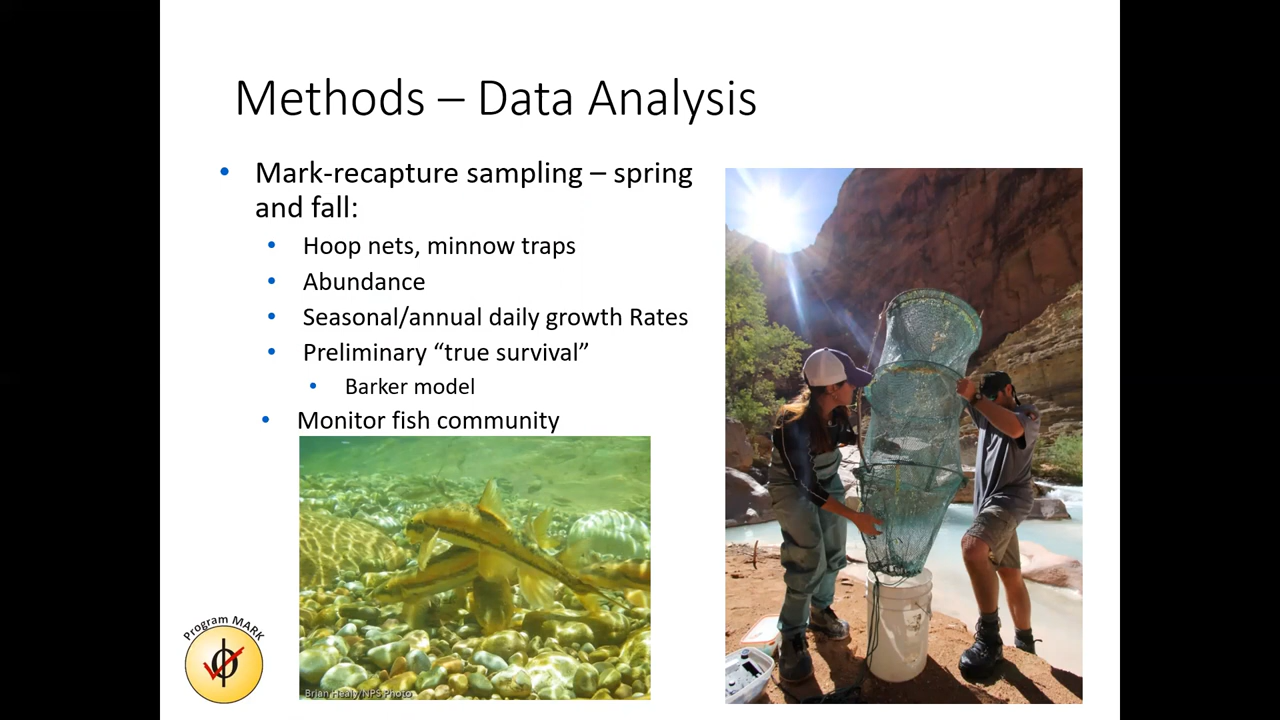 Methods – Data Analysis
• Mark-recapture sampling – spring
and fall:
• Hoop nets, minnow traps
• Abundance
• Seasonal/annual daily growth Rates
• Preliminary “true survival”
• Barker model
• Monitor fish community
Brian Healy/NPS Photo
Program MARK
ϕ